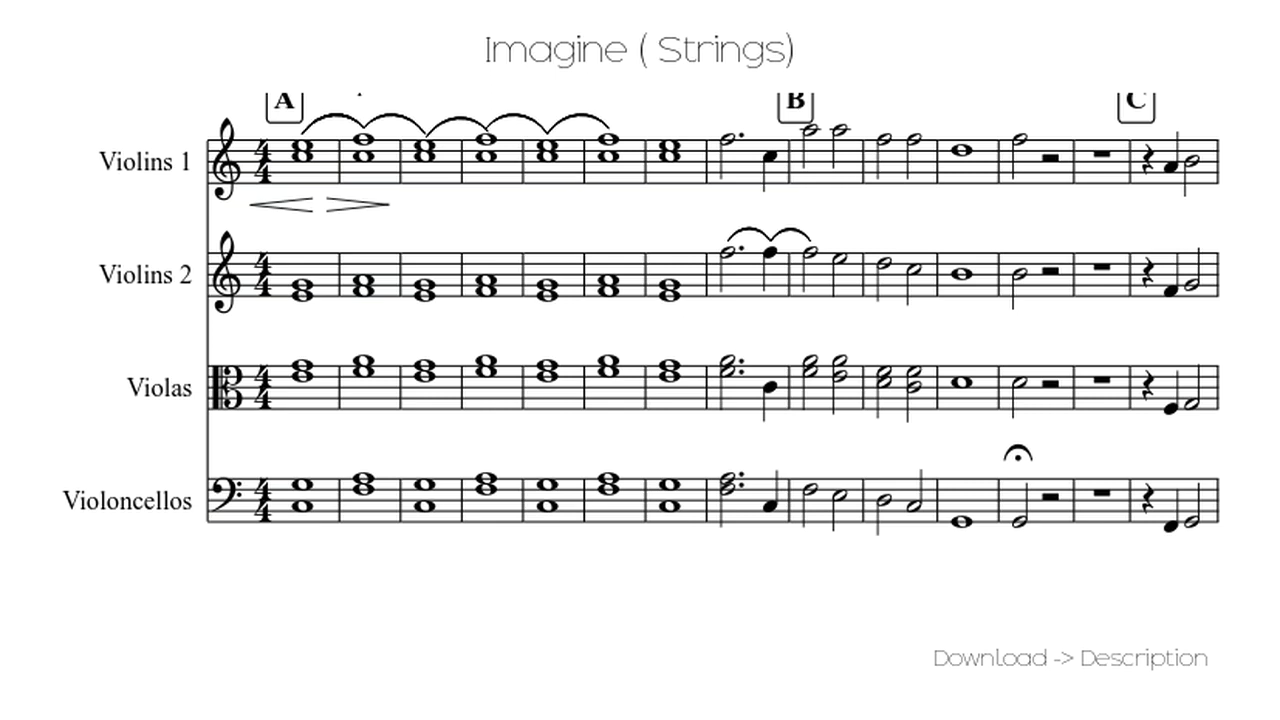 Imagine ( Strings)
A B C
Violins 1
Violins 2
Violas
Violoncellos
Download -> Description